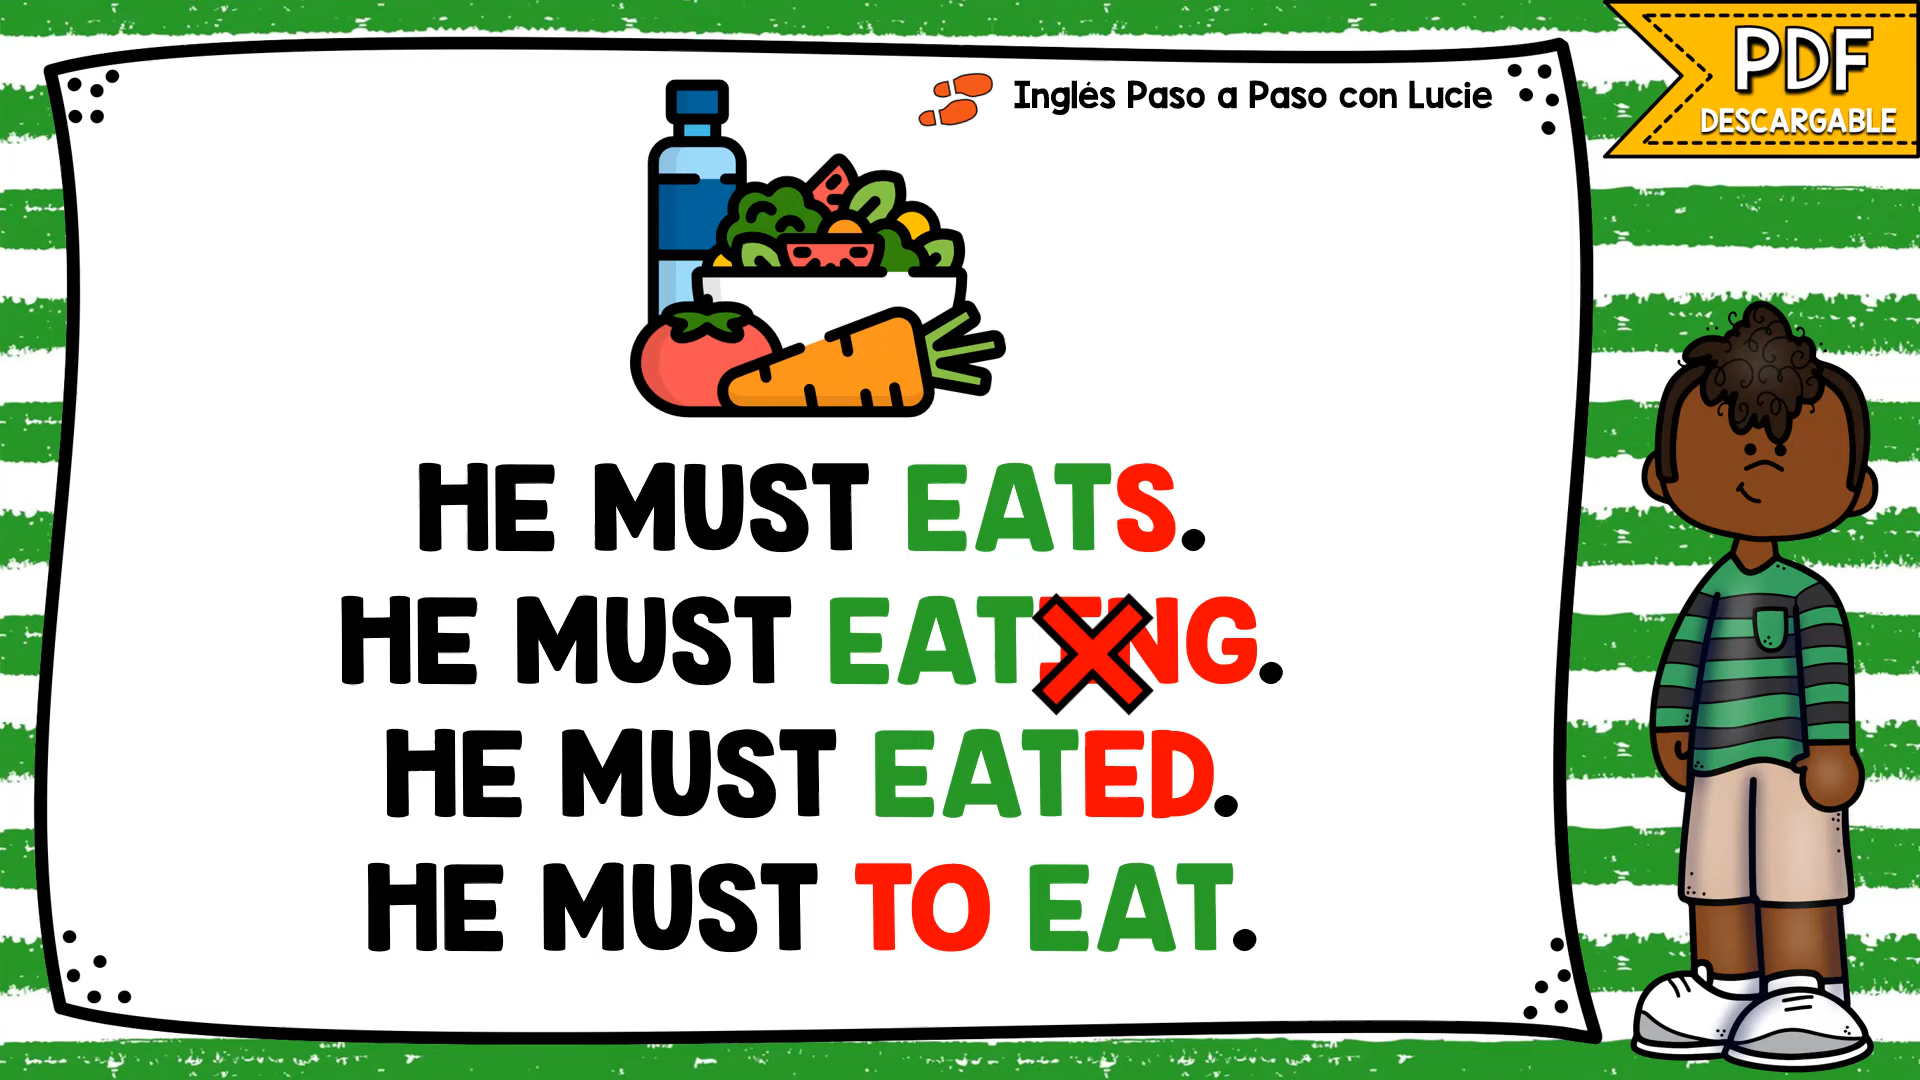 Inglés Paso a Paso con Lucie
PDF
DESCARGABLE
HE MUST EATS.
HE MUST EATING.
HE MUST EATED.
HE MUST TO EAT.